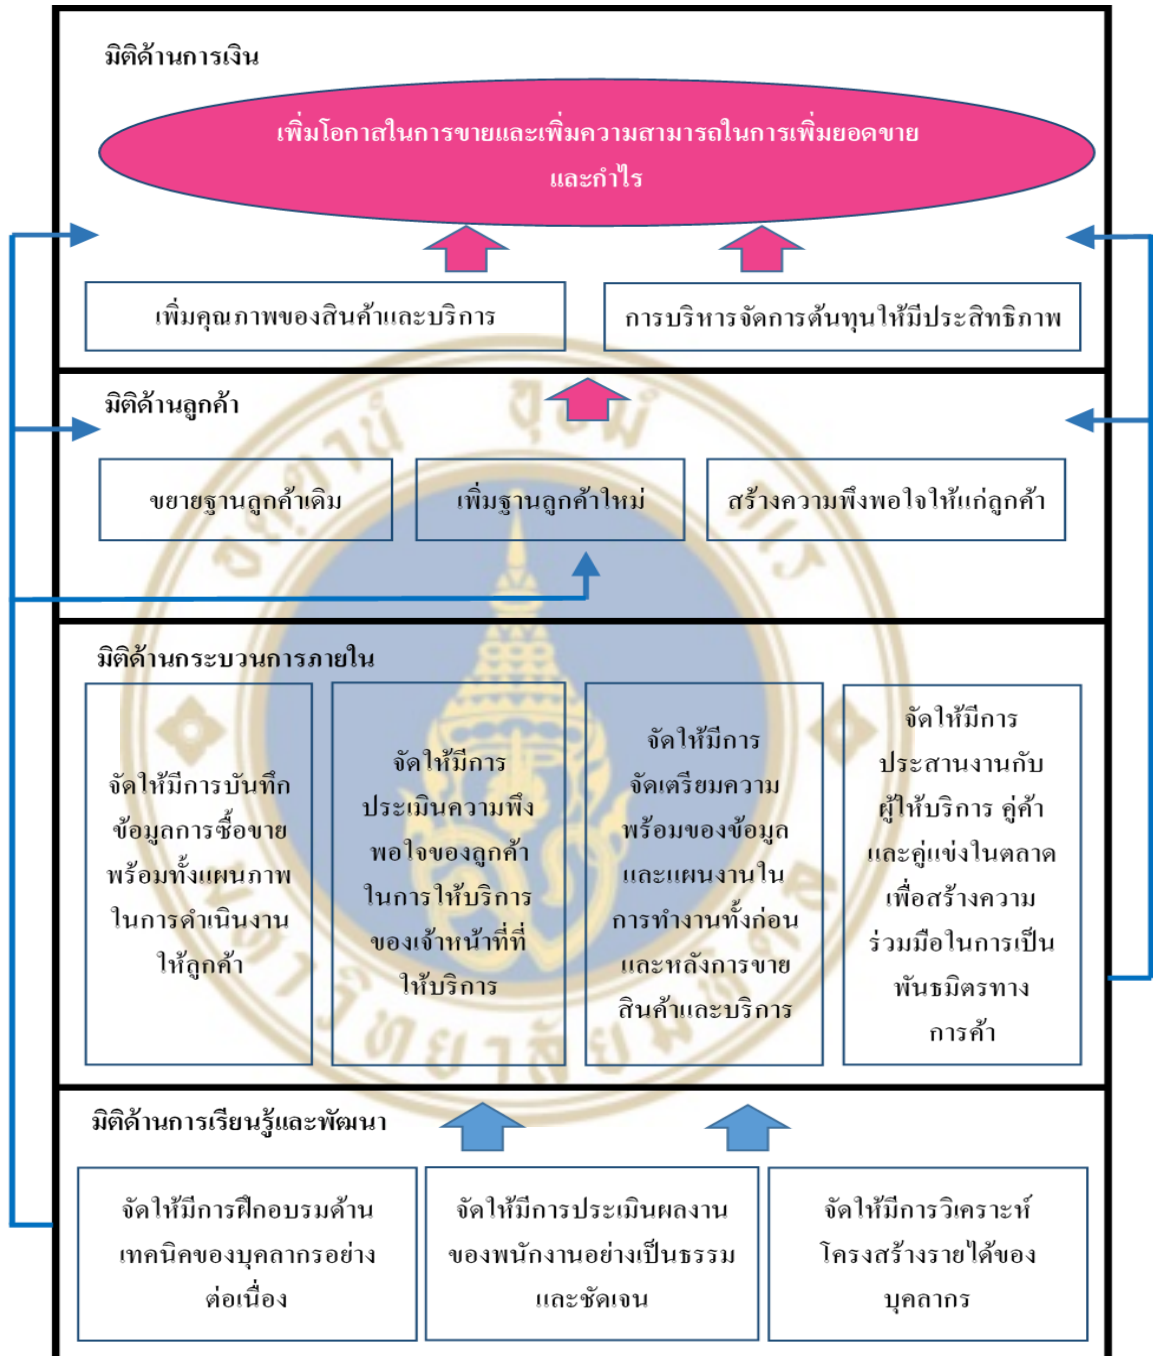 มิติด้านการเงิน
เพิ่มโอกาสในการขายและเพิ่มความสามารถในการเพิ่มยอดขาย
และกำไร
เพิ่มคุณภาพของสินค้าและบริการ
การบริหารจัดการต้นทุนให้มีประสิทธิภาพ
มิติด้านลูกค้า
ขยายฐานลูกค้าเดิม
เพิ่มฐานลูกค้าใหม่
สร้างความพึงพอใจให้แก่ลูกค้า
มิติด้านกระบวนการภายใน
จัดให้มีการบันทึก
ข้อมูลการซื้อขาย
พร้อมทั้งแผนภาพ
ในการดำเนินงาน
ให้ลูกค้า
จัดให้มีการ
ประเมินความพึง
พอใจของลูกค้า
ในการให้บริการ
ของเจ้าหน้าที่ที่
ให้บริการ
จัดให้มีการ
จัดเตรียมความ
พร้อมของข้อมูล
และแผนงานใน
การทำงานทั้งก่อน
และหลังการขาย
สินค้าและบริการ
จัดให้มีการ
ประสานงานกับ
ผู้ให้บริการ คู่ค้า
และคู่แข่งในตลาด
เพื่อสร้างความ
ร่วมมือในการเป็น
พันธมิตรทาง
การค้า
มิติด้านการเรียนรู้และพัฒนา
จัดให้มีการฝึกอบรมด้าน
เทคนิคของบุคลากรอย่าง
ต่อเนื่อง
จัดให้มีการประเมินผลงาน
ของพนักงานอย่างเป็นธรรม
และชัดเจน
จัดให้มีการวิเคราะห์
โครงสร้างรายได้ของ
บุคลากร